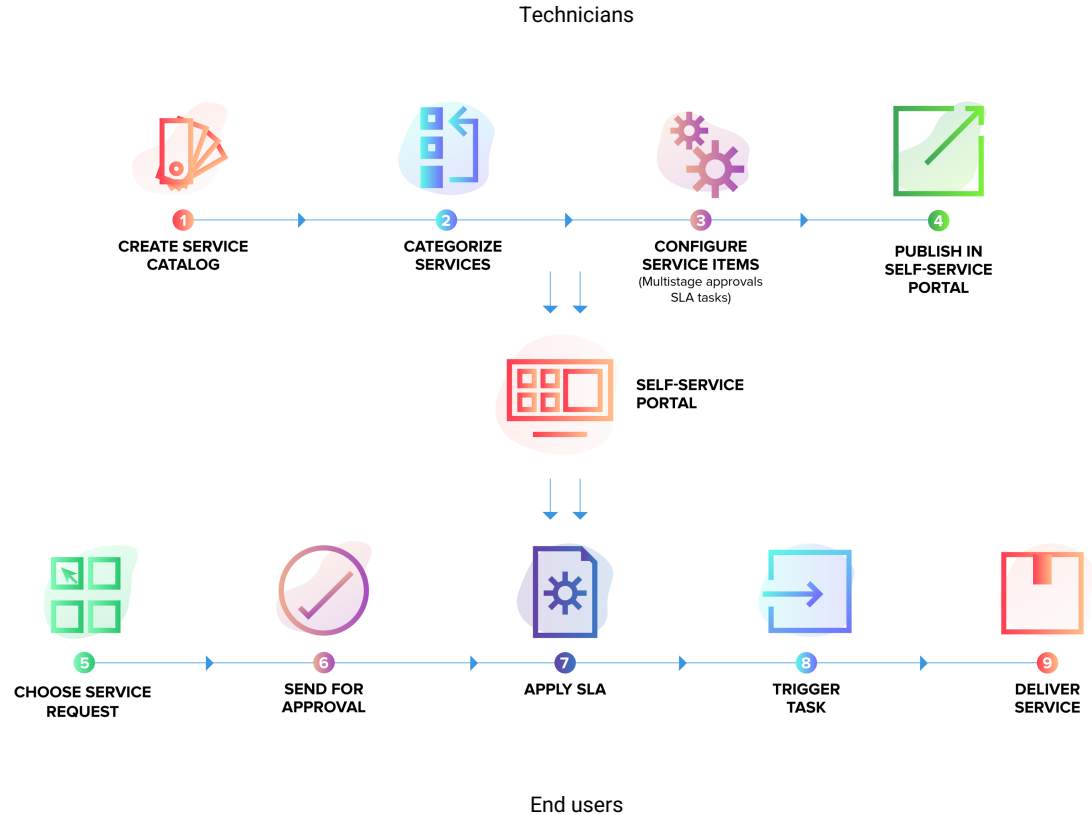 Technicians
1
CREATE SERVICE
CATALOG
2
CATEGORIZE
SERVICES
3
CONFIGURE
SERVICE ITEMS
(Multistage approvals
SLA tasks)
4
PUBLISH IN
SELF-SERVICE
PORTAL
SELF-SERVICE
PORTAL
5
CHOOSE SERVICE
REQUEST
6
SEND FOR
APPROVAL
7
APPLY SLA
8
TRIGGER
TASK
9
DELIVER
SERVICE
End users